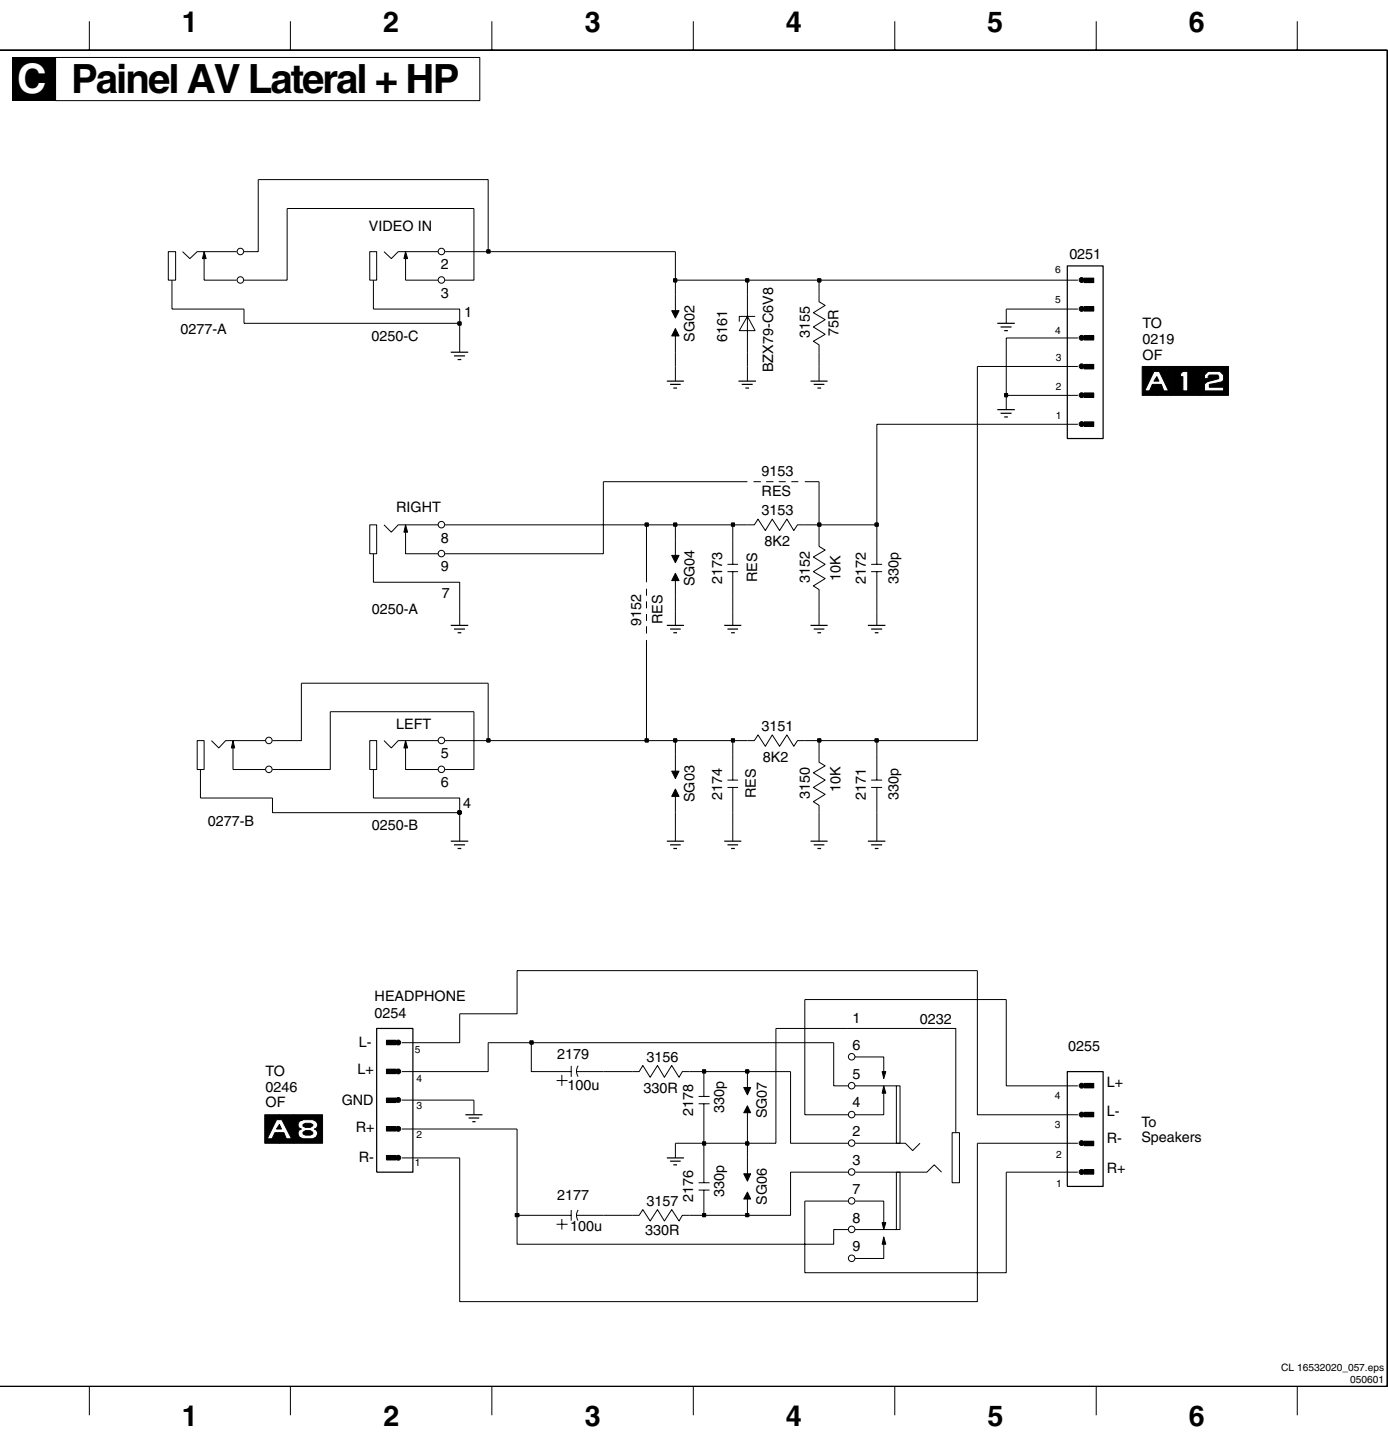 1 2 3 4 5 6
C Painel AV Lateral + HP
VIDEO IN
2
3
1
0277-A
0250-C
SG02
6161
BZX79-C6V8
3155
75R
0251
6
5
4
3
2
1
TO
0219
OF
A12
9153
RES
RIGHT
8
9
7
0250-A
3153
8K2
9152
RES
SG04
2173
RES
3152
10K
2172
330p
LEFT
5
6
4
0277-B
0250-B
3151
8K2
SG03
2174
RES
3150
10K
2171
330p
HEADPHONE
0254
L-
5
L+
4
GND
3
R+
2
R-
1
TO
0246
OF
A8
2179
+100u
3156
330R
2178
330p
SG07
2177
+100u
3157
330R
2176
330p
SG06
1
0232
6
5
4
2
3
7
8
9
0255
L+
4
L-
3
R-
2
R+
1
To
Speakers
CL 16532020_057.eps
050601
1 2 3 4 5 6